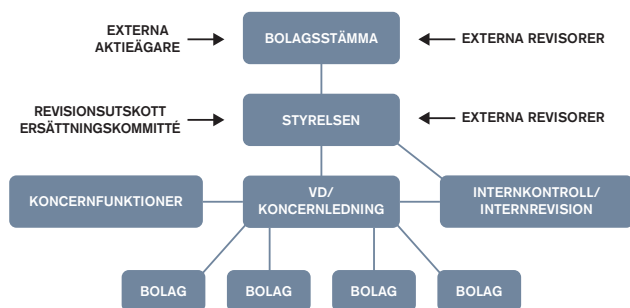 EXTERNA
AKTIEÄGARE
BOLAGSSTÄMMA
EXTERNA REVISORER
REVISIONSUTSKOTT
ERSÄTTNINGSKOMMITTÉ
STYRELSEN
EXTERNA REVISORER
KONCERNFUNKTIONER
VD/
KONCERNLEDNING
INTERNKONTROLL/
INTERNREVISION
BOLAG
BOLAG
BOLAG
BOLAG